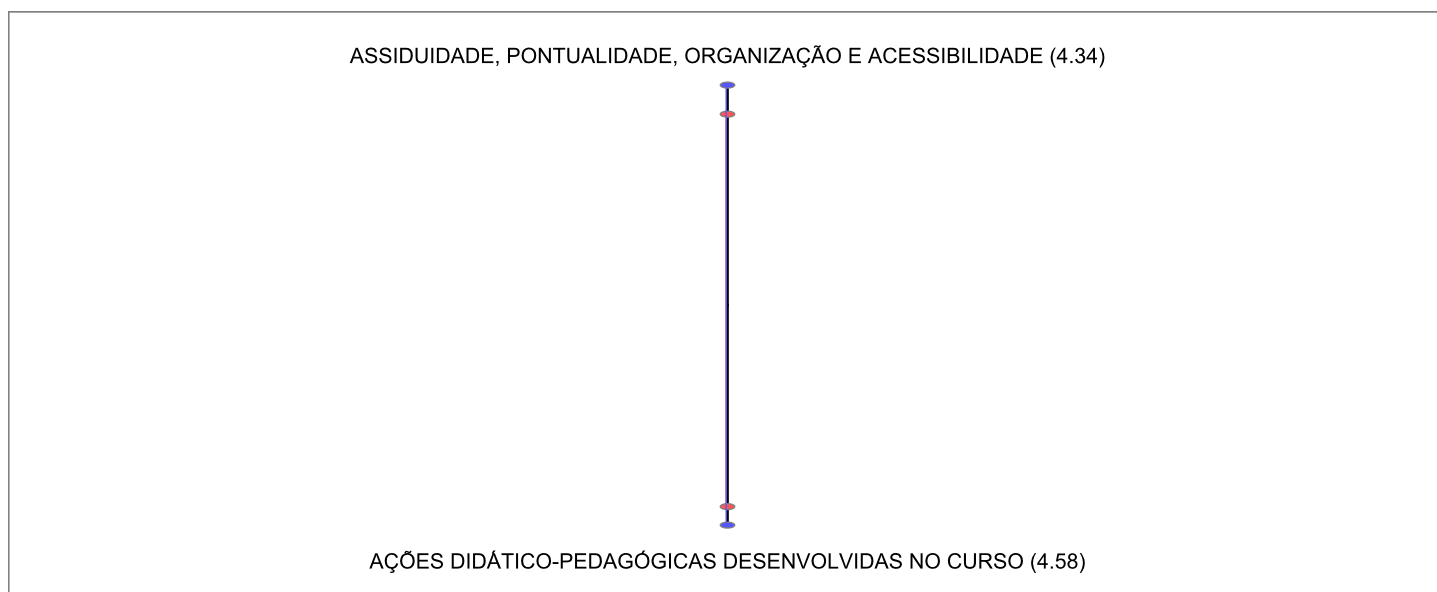 ASSIDUIDADE, PONTUALIDADE, ORGANIZAÇÃO E ACESSIBILIDADE (4.34)
AÇÕES DIDÁTICO-PEDAGÓGICAS DESENVOLVIDAS NO CURSO (4.58)